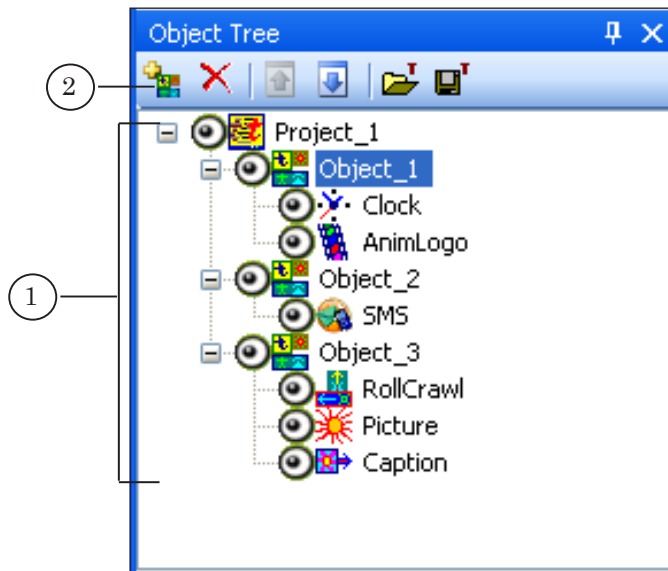 Object Tree
2
T T
Project_1
Object_1
Clock
AnimLogo
Object_2
1
SMS
Object_3
RollCrawl
Picture
Caption